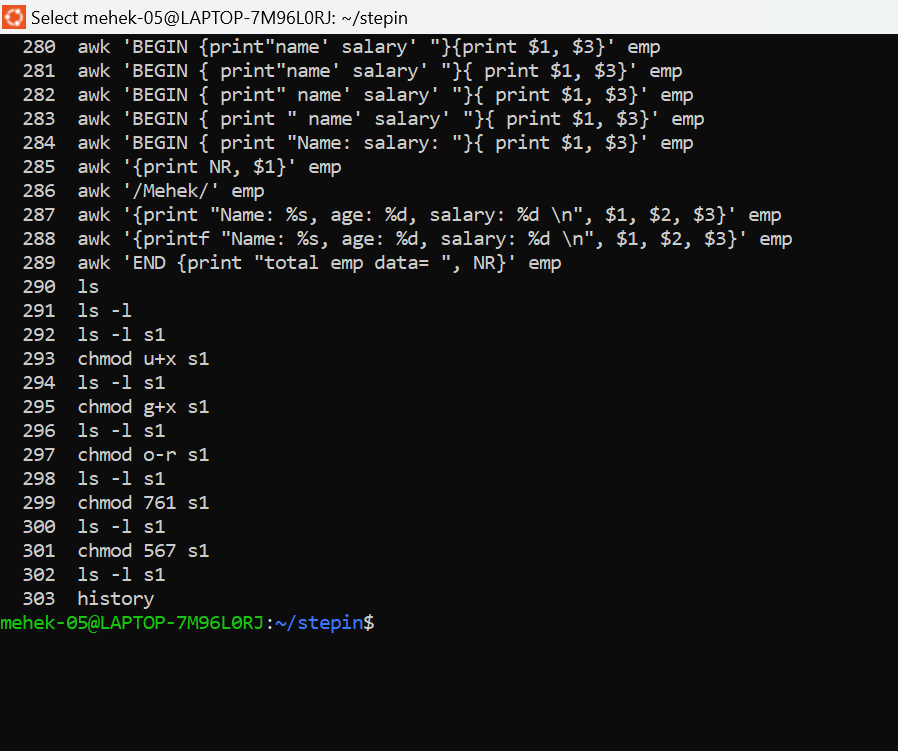 Select mehek-05@LAPTOP-7M96L0RJ: ~/stepin
280  awk 'BEGIN {print"name' salary' "}{print $1, $3}' emp
281  awk 'BEGIN { print"name' salary' "}{ print $1, $3}' emp
282  awk 'BEGIN { print" name' salary' "}{ print $1, $3}' emp
283  awk 'BEGIN { print " name' salary' "}{ print $1, $3}' emp
284  awk 'BEGIN { print "Name: salary: "}{ print $1, $3}' emp
285  awk '{print NR, $1}' emp
286  awk '/Mehek/' emp
287  awk '{print "Name: %s, age: %d, salary: %d \n", $1, $2, $3}' emp
288  awk '{printf "Name: %s, age: %d, salary: %d \n", $1, $2, $3}' emp
289  awk 'END {print "total emp data= ", NR}' emp
290  ls
291  ls -l
292  ls -l s1
293  chmod u+x s1
294  ls -l s1
295  chmod g+x s1
296  ls -l s1
297  chmod o-r s1
298  ls -l s1
299  chmod 761 s1
300  ls -l s1
301  chmod 567 s1
302  ls -l s1
303  history
mehek-05@LAPTOP-7M96L0RJ:~/stepin$